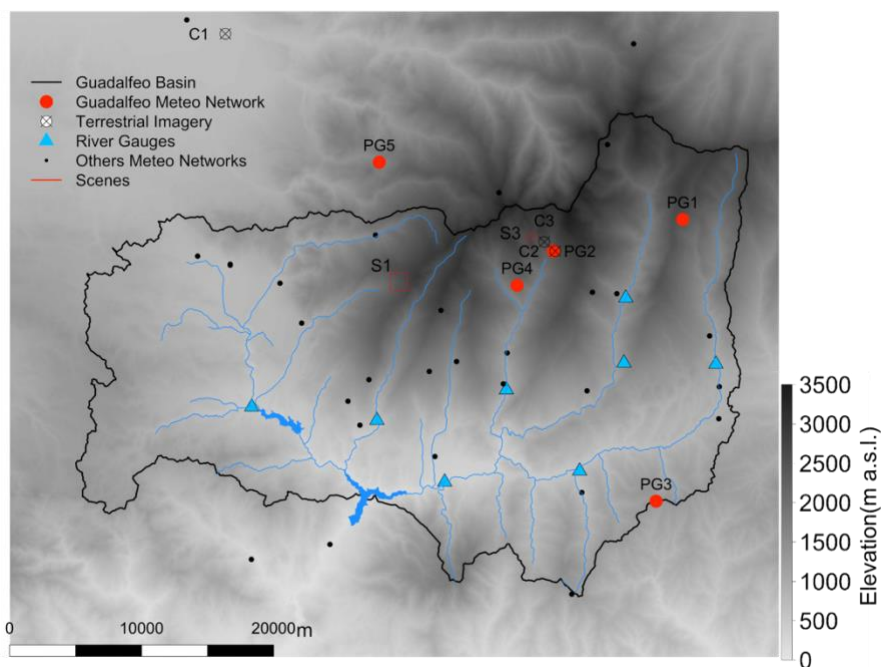 C1
Guadalfeo Basin
Guadalfeo Meteo Network
Terrestrial Imagery
River Gauges
Others Meteo Networks
Scenes
PG5
PG1
C3
S3
C2
PG2
PG4
S1
PG3
3500
3000
2500
2000
1500
1000
500
0
Elevation(m a.s.l.)
0
10000
20000m